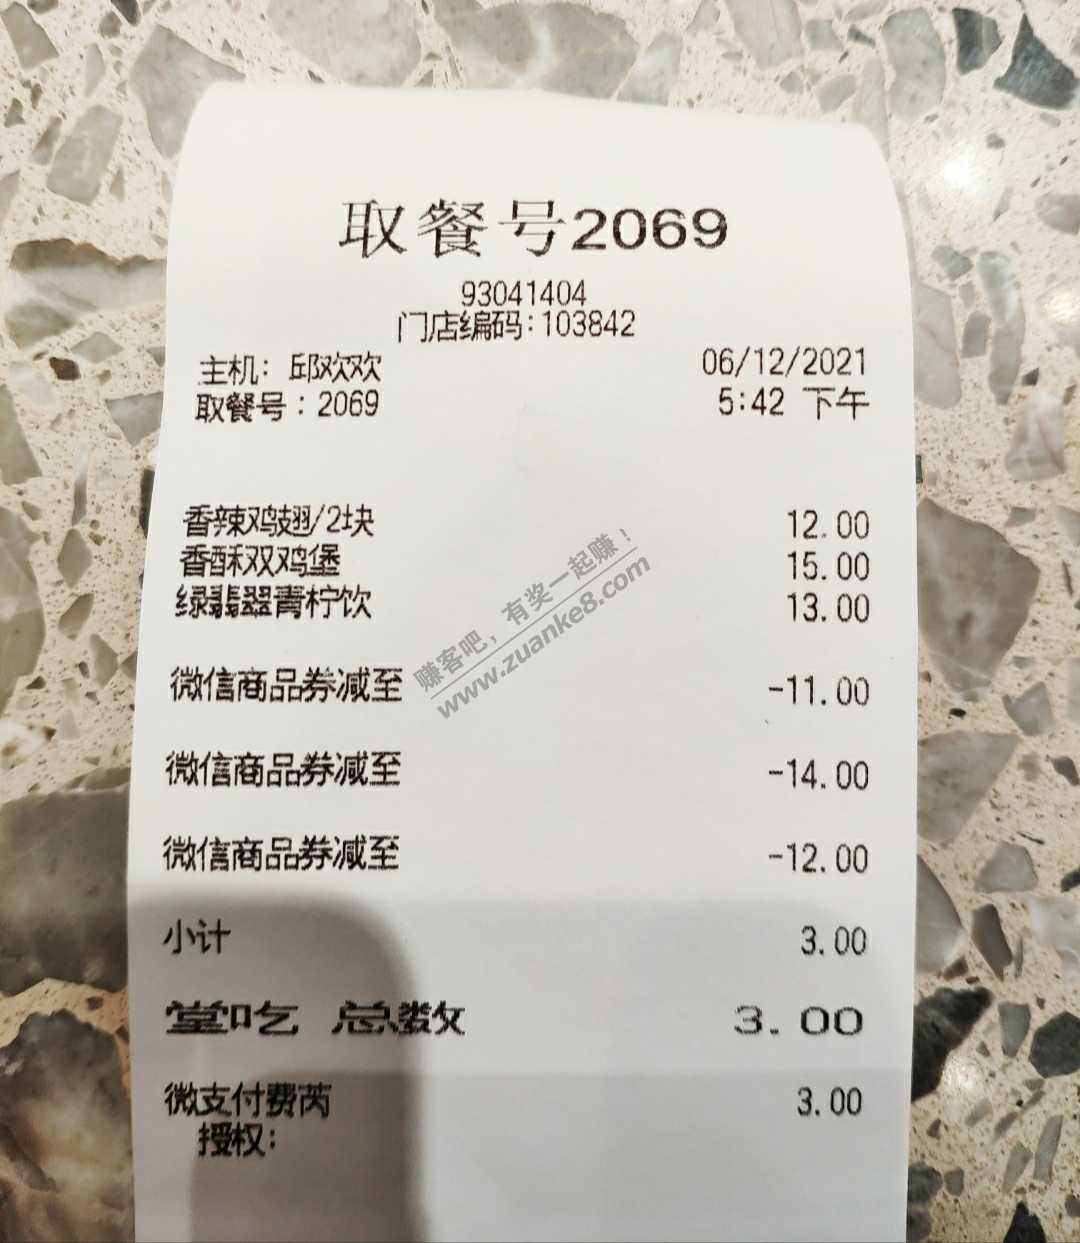 取餐号2069
93041404
门店编码:103842
主机: 邱欢欢 06/12/2021
取餐号:2069 5:42 下午
香辣鸡翅/2块 12.00
香酥双鸡堡 15.00
绿翡翠青柠饮 13.00
赚客吧，有奖一起赚！
www.zuanke8.com
微信商品券减至 -11.00
微信商品券减至 -14.00
微信商品券减至 -12.00
小计 3.00
堂吃 总数 3.00
微支付费芮 3.00
授权: